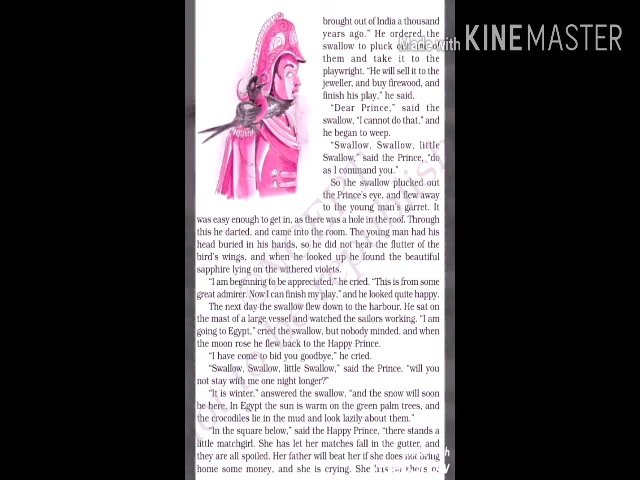 brought out of India a thousand
years ago." He ordered the
swallow to pluck
them and take it to the
playwright. "He will sell it to the
jeweller, and buy firewood, and
finish his play," he said.
"Dear Prince," said the
swallow, "I cannot do that," and
he began to weep.
"Swallow, Swallow, little
Swallow," said the Prince, "do
as I command you."
So the swallow plucked out
the Prince's eye, and flew away
to the young man's garret. It
was easy enough to get in, as there was a hole in the roof. Through
this he darted, and came into the room. The young man had his
head buried in his hands, so he did not hear the flutter of the
bird's wings, and when he looked up he found the beautiful
sapphire lying on the withered violets.
"I am beginning to be appreciated," he cried. "This is from some
great admirer. Now I can finish my play," and he looked quite happy.
The next day the swallow flew down to the harbour. He sat on
the mast of a large vessel and watched the sailors working. "I am
going to Egypt," cried the swallow, but nobody minded, and when
the moon rose he flew back to the Happy Prince.
"I have come to bid you goodbye," he cried.
"Swallow, Swallow, little Swallow," said the Prince, "will you
not stay with me one night longer?"
"It is winter," answered the swallow, "and the snow will soon
be here. In Egypt the sun is warm on the green palm trees, and
the crocodiles lie in the mud and look lazily about them."
"In the square below," said the Happy Prince, "there stands a
little matchgirl. She has let her matches fall in the gutter, and
they are all spoiled. Her father will beat her if she does not bring
home some money, and she is crying. She has no shoes or
Made with KINEMASTER